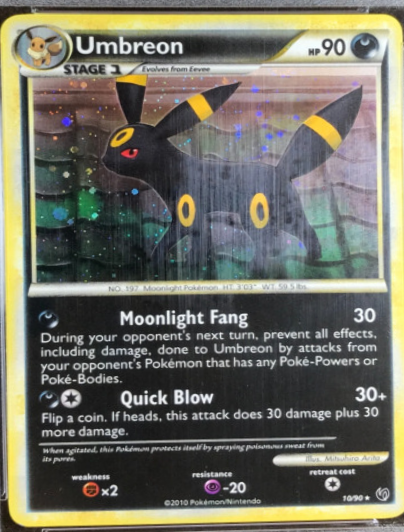 Umbreon
HP 90
STAGE 1 Evolves from Eevee
NO. 197 Moonlight Pokémon HT: 3'03" WT: 59.5 lbs.
Moonlight Fang 30
During your opponent's next turn, prevent all effects,
including damage, done to Umbreon by attacks from
your opponent's Pokémon that has any Poké-Powers or
Poké-Bodies.
Quick Blow 30+
Flip a coin. If heads, this attack does 30 damage plus 30
more damage.
When agitated, this Pokémon protects itself by spraying poisonous sweat from
its pores.
Illus. Mitsuhiro Arita
weakness resistance retreat cost
×2 -20
©2010 Pokémon/Nintendo 10/90 ★